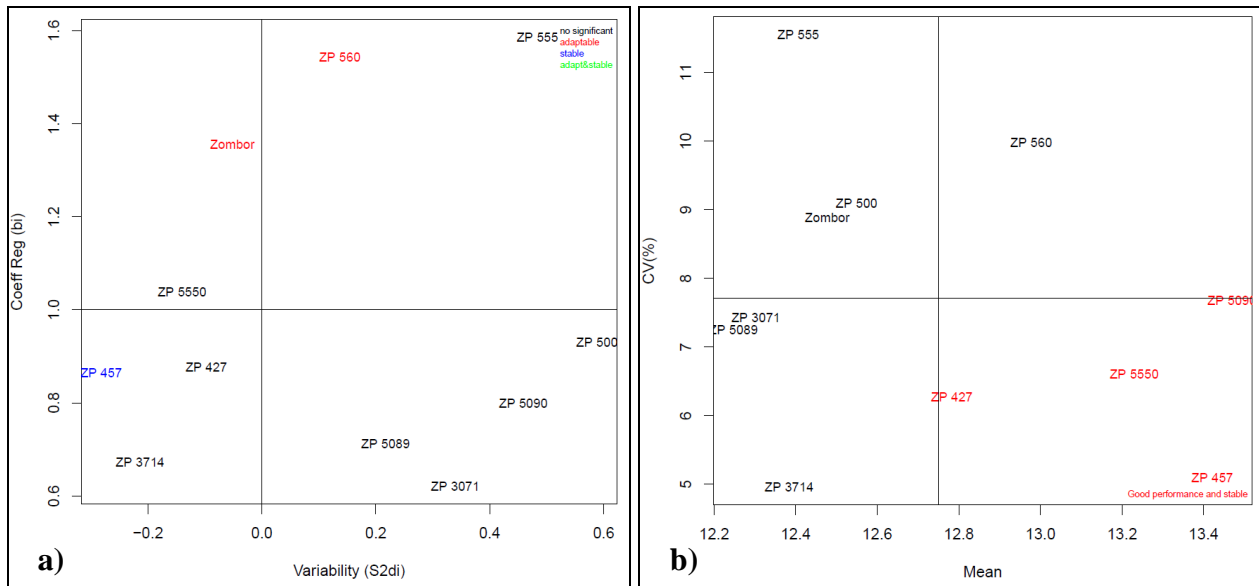 1.6
1.4
1.2
1.0
0.8
0.6
Coeff Reg (bi)
ZP 555
no significant
adaptable
stable
adapt&stable
ZP 560
Zombor
ZP 5550
ZP 500
ZP 427
ZP 457
ZP 5090
ZP 5089
ZP 3714
ZP 3071
−0.2
0.0
0.2
0.4
0.6
a)
Variability (S2di)
11
10
9
8
7
6
5
CV(%)
ZP 555
ZP 560
ZP 500
Zombor
ZP 5090
ZP 3071
ZP 5089
ZP 5550
ZP 427
ZP 457
ZP 3714
Good performance and stable
12.2
12.4
12.6
12.8
13.0
13.2
13.4
b)
Mean